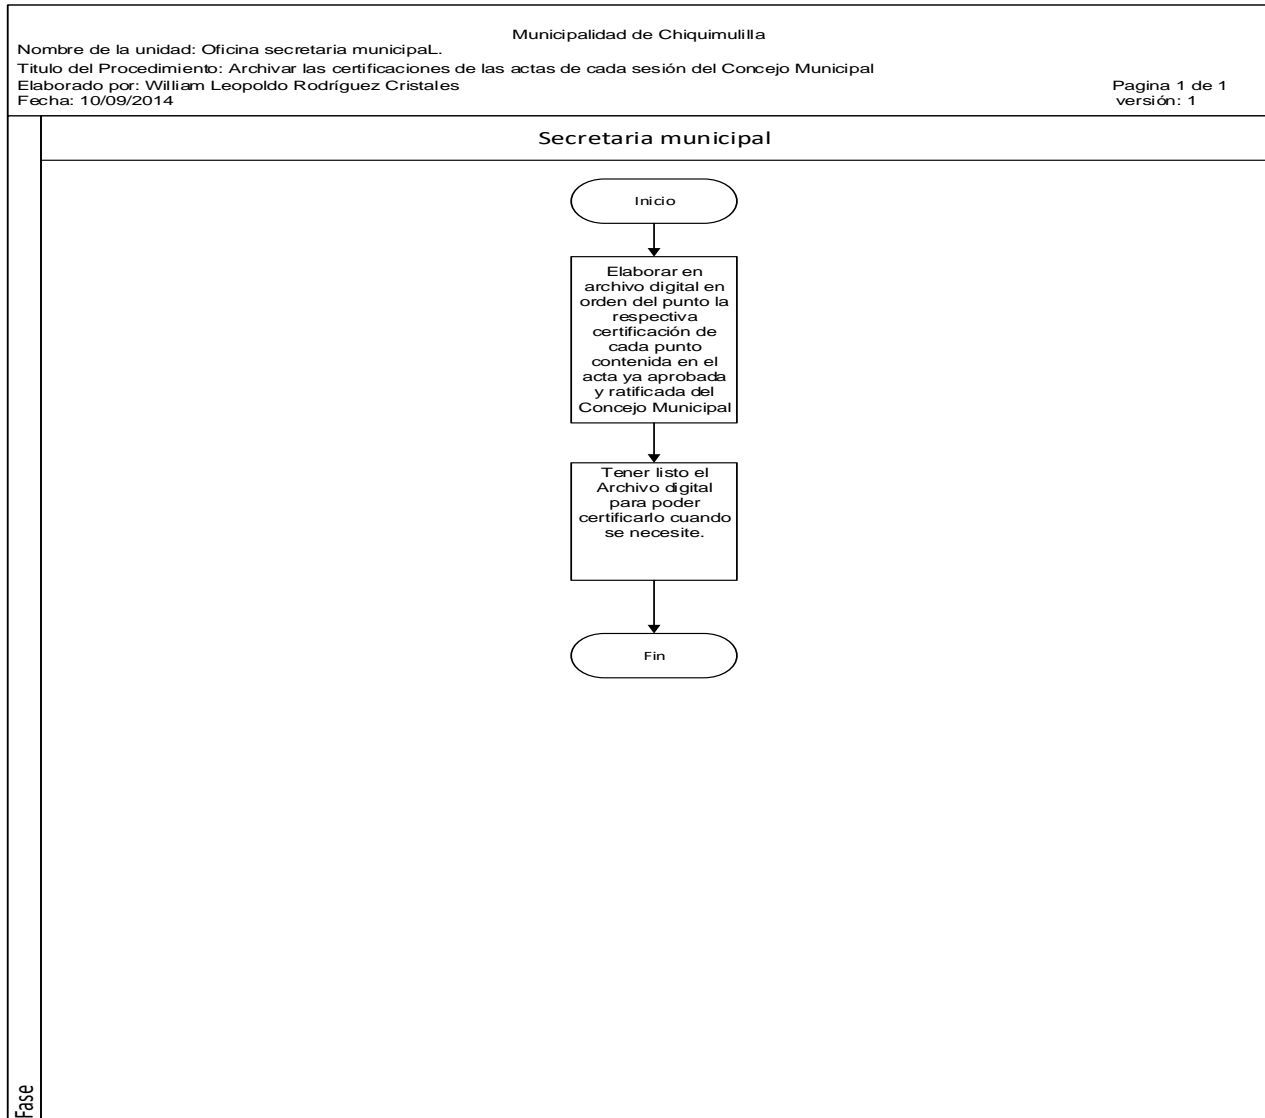 Municipalidad de Chiquimulilla
Nombre de la unidad: Oficina secretaria municipaL.
Titulo del Procedimiento: Archivar las certificaciones de las actas de cada sesión del Concejo Municipal
Elaborado por: William Leopoldo Rodríguez Cristales
Pagina 1 de 1
Fecha: 10/09/2014
versión: 1
Secretaria municipal
Inicio
Elaborar en
archivo digital en
orden del punto la
respectiva
certificación de
cada punto
contenida en el
acta ya aprobada
y ratificada del
Concejo Municipal
Tener listo el
Archivo digital
para poder
certificarlo cuando
se necesite.
Fin
Fase